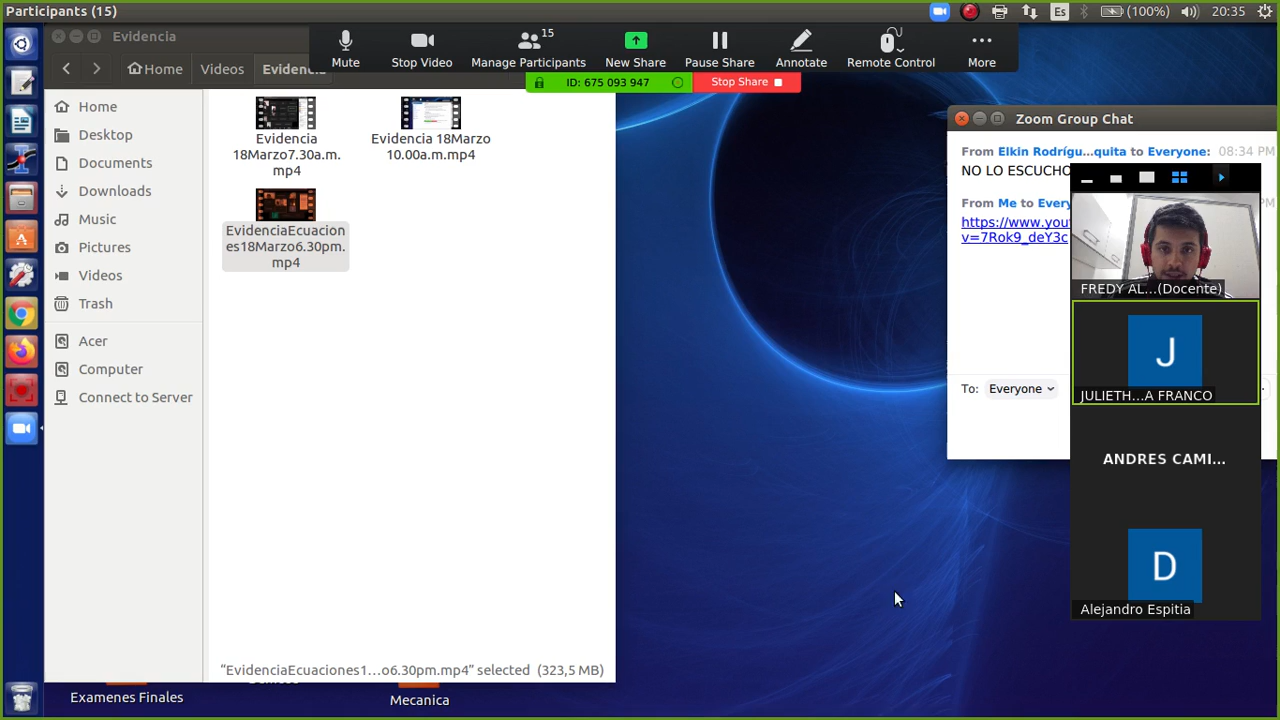 Participants (15)
Es
(100%)
20:35
Evidencia
15
Mute
Stop Video
Manage Participants
New Share
Pause Share
Annotate
Remote Control
More
ID: 675 093 947
Stop Share
Home
Videos
Home
Desktop
Documents
Downloads
Music
Pictures
Videos
Trash
Acer
Computer
Connect to Server
Evidencia
18Marzo7.30a.m.
mp4
Evidencia 18Marzo
10.00a.m.mp4
EvidenciaEcuacion
es18Marzo6.30pm.
mp4
"EvidenciaEcuaciones1…o6.30pm.mp4" selected (323,5 MB)
Examenes Finales
Mecanica
Zoom Group Chat
From Elkin Rodrígu...quita to Everyone: 08:34 PM
NO LO ESCUCHO
From Me to Every
https://www.you
v=7Rok9_deY3c
To: Everyone
FREDY AL...(Docente)
J
JULIETH...A FRANCO
ANDRES CAMI...
D
Alejandro Espitia